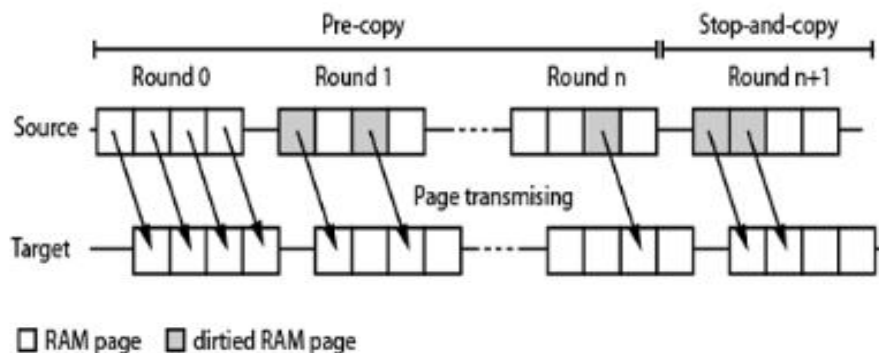 Pre-copy Stop-and-copy
Round 0 Round 1 Round n Round n+1
Source
Page transmising
Target
RAM page dirtied RAM page